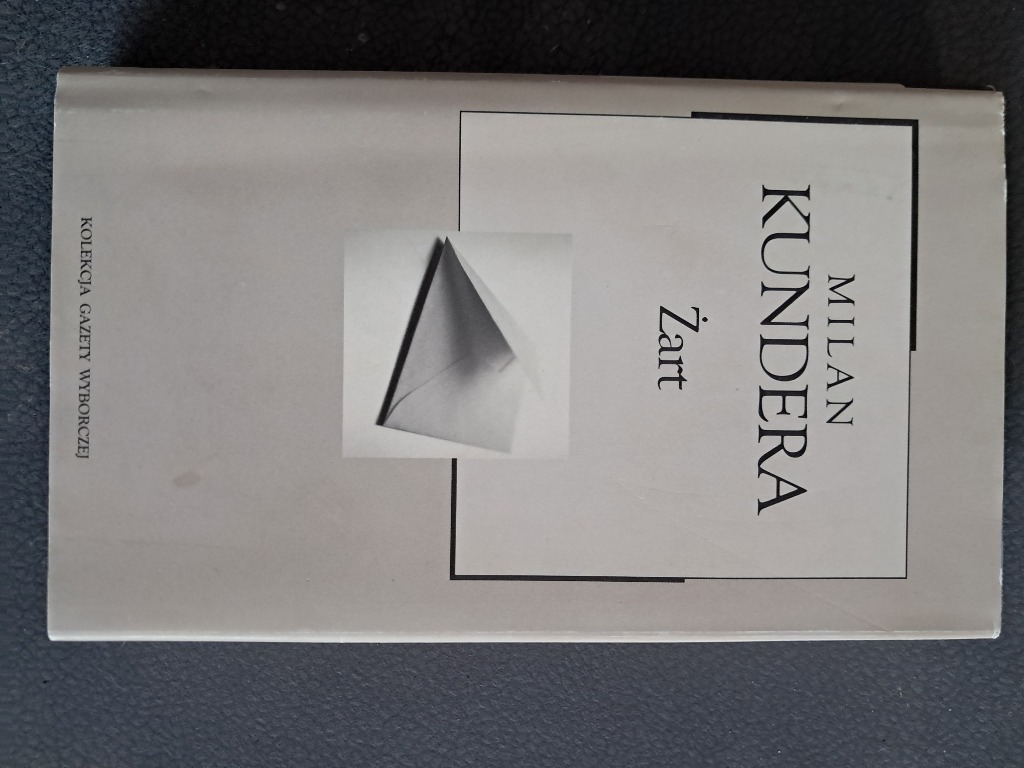 MILAN
KUNDERA
Żart
KOLEKCJA GAZETY WYBORCZEJ